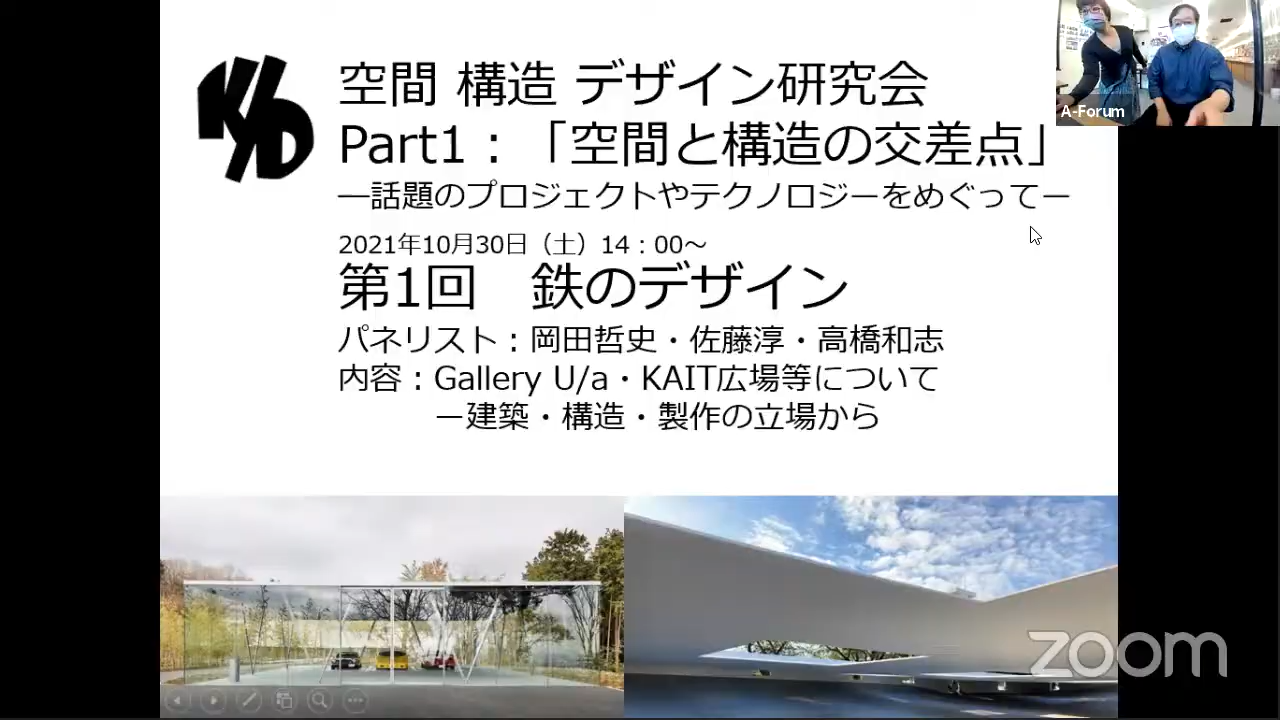 KD
空間 構造 デザイン研究会
Part1：「空間と構造の交差点」
―話題のプロジェクトやテクノロジーをめぐってー
2021年10月30日（土）14：00～
第1回　鉄のデザイン
パネリスト：岡田哲史・佐藤淳・高橋和志
内容：Gallery U/a・KAIT広場等について
ー建築・構造・製作の立場から
A-Forum
zoom